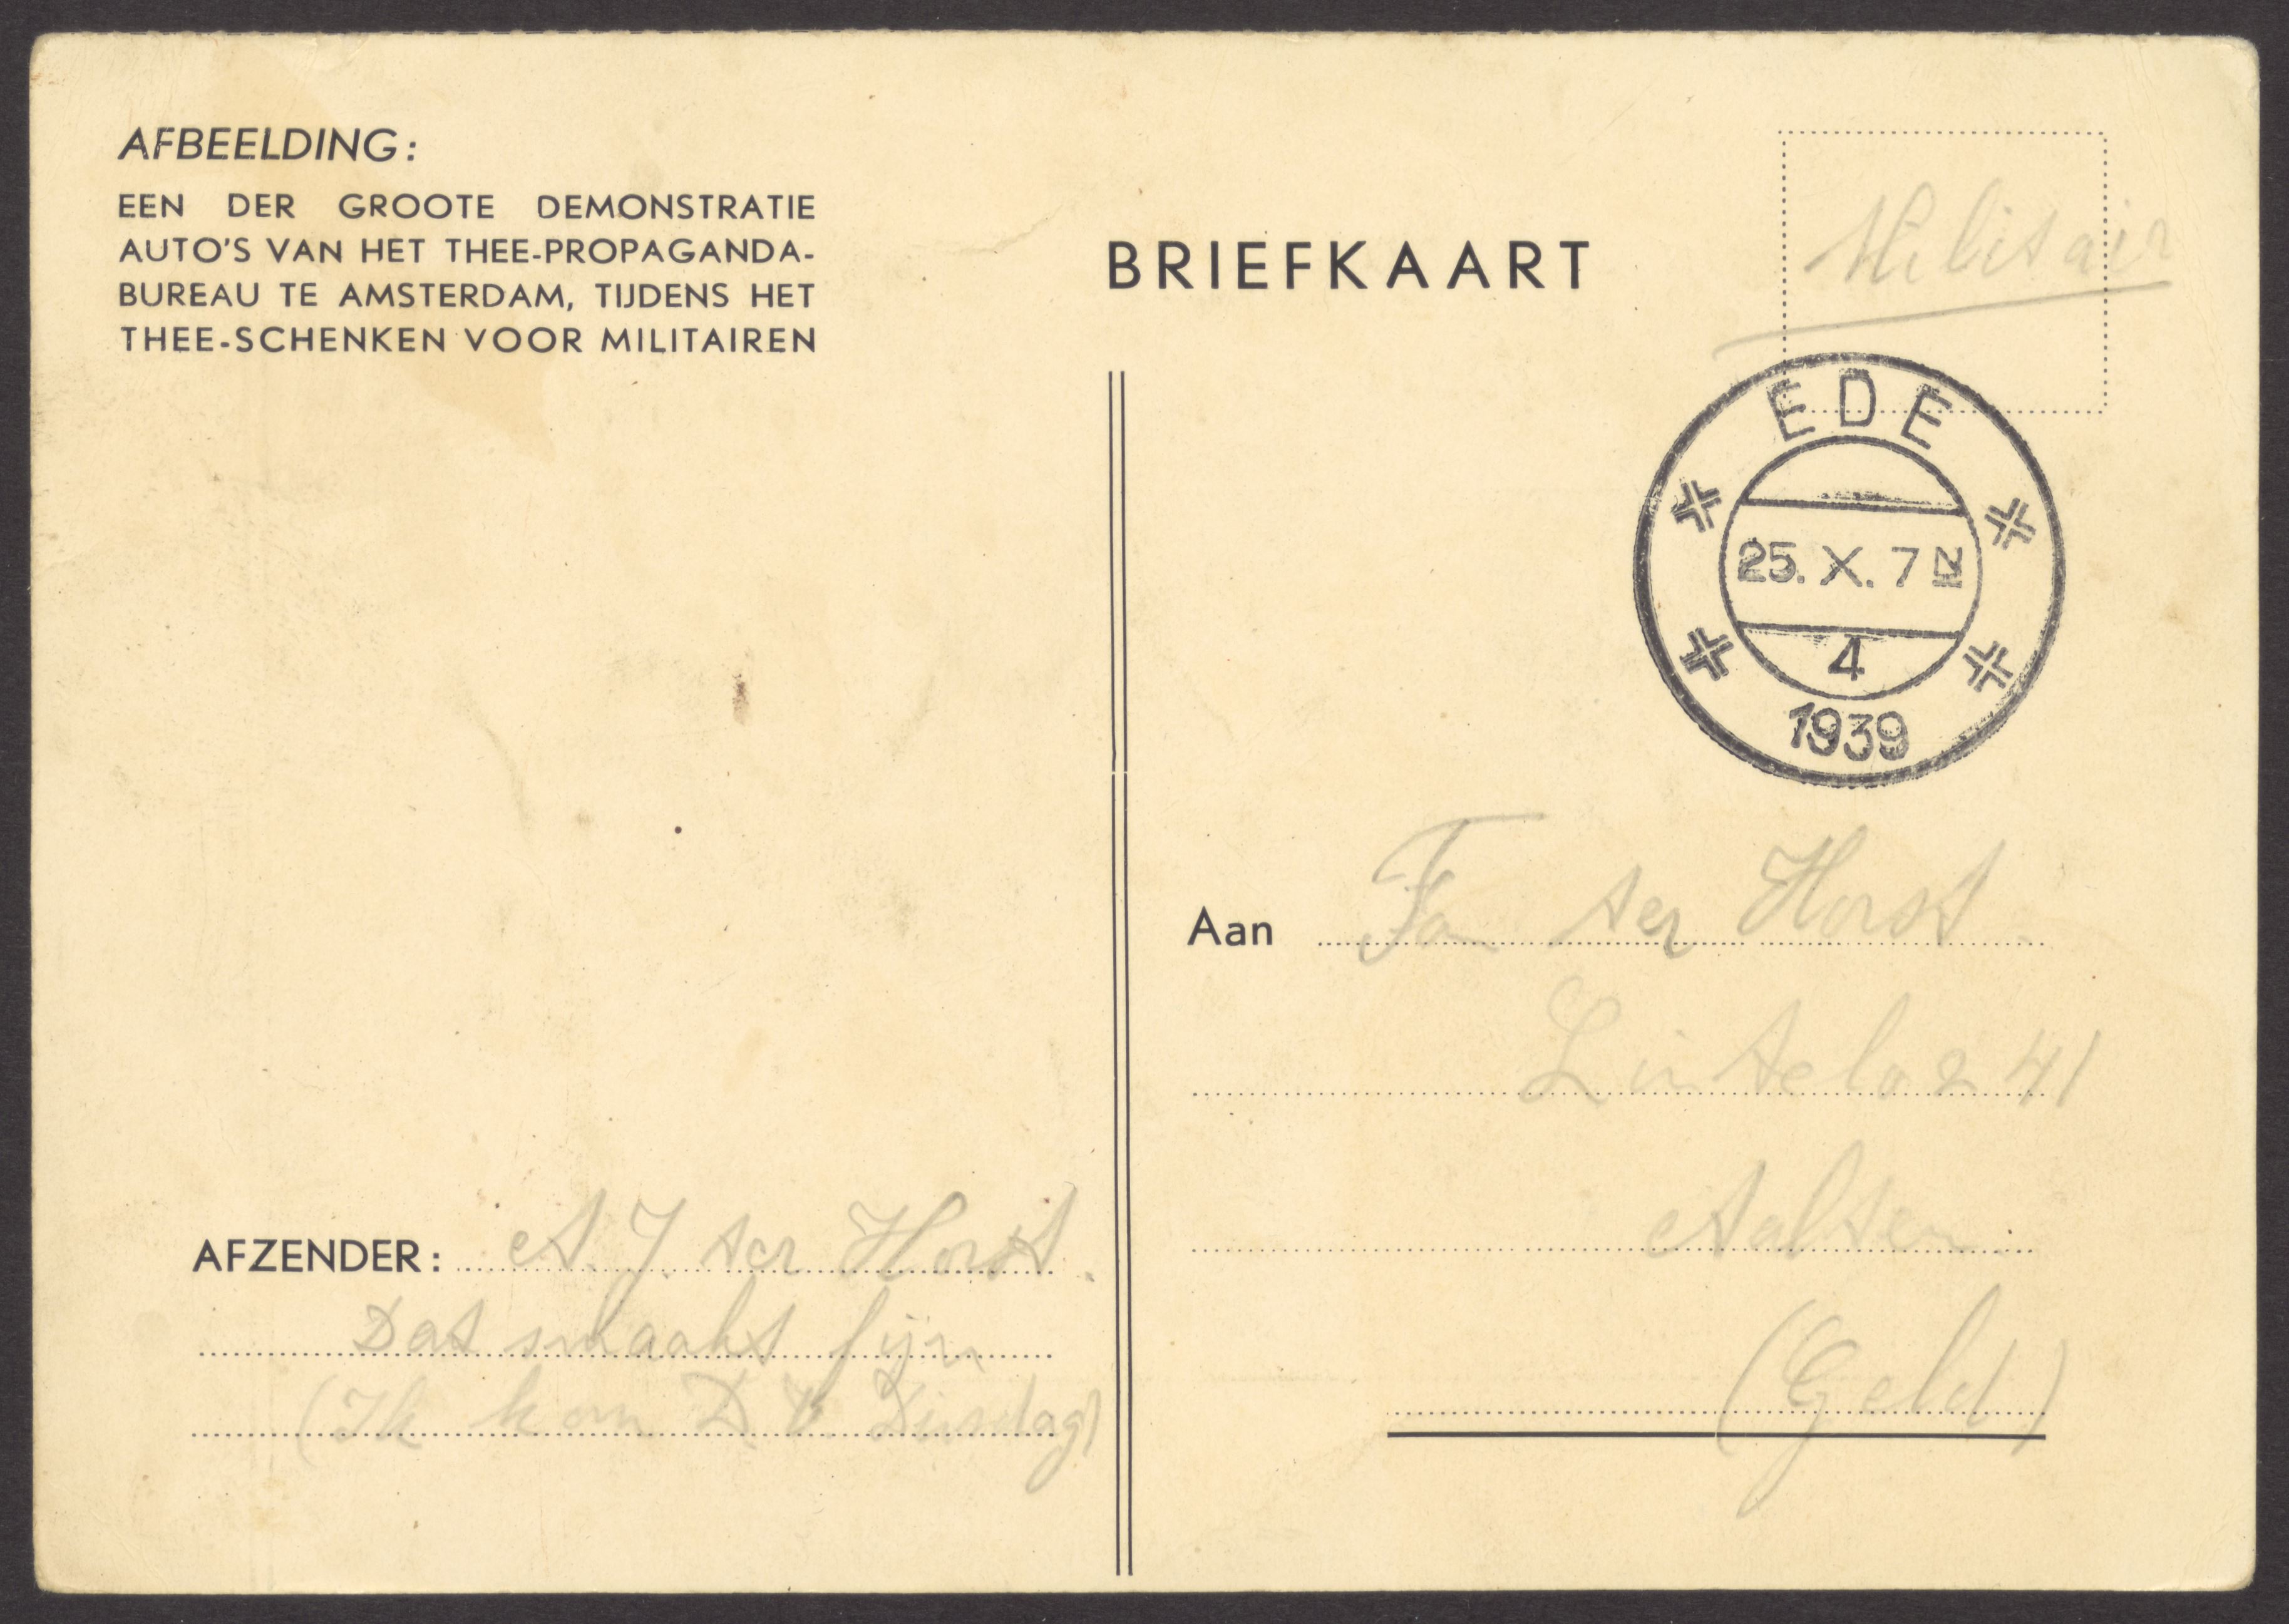 AFBEELDING:
EEN DER GROOTE DEMONSTRATIE
AUTO'S VAN HET THEE-PROPAGANDA-
BUREAU TE AMSTERDAM, TIJDENS HET
THEE-SCHENKEN VOOR MILITAIREN
BRIEFKAART
Militair
EDE
25. X. 7 N
4
1939
Aan Fam ter Horst.
Lintelo 241
Aalten
(Geld)
AFZENDER: A.J. ter Horst.
Dat smaakt fijn
(Ik kom D.V. Dinsdag)